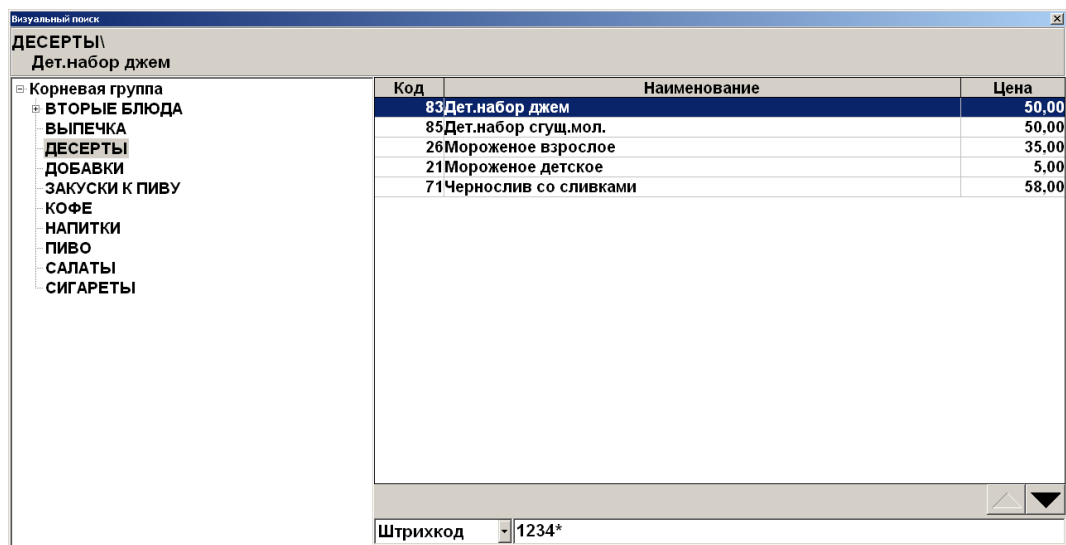 Визуальный поиск
ДЕСЕРТЫ\
Дет.набор джем
Корневая группа
ВТОРЫЕ БЛЮДА
ВЫПЕЧКА
ДЕСЕРТЫ
ДОБАВКИ
ЗАКУСКИ К ПИВУ
КОФЕ
НАПИТКИ
ПИВО
САЛАТЫ
СИГАРЕТЫ
Код Наименование Цена
83 Дет.набор джем 50,00
85 Дет.набор сгущ.мол. 50,00
26 Мороженое взрослое 35,00
21 Мороженое детское 5,00
71 Чернослив со сливками 58,00
Штрихкод 1234*